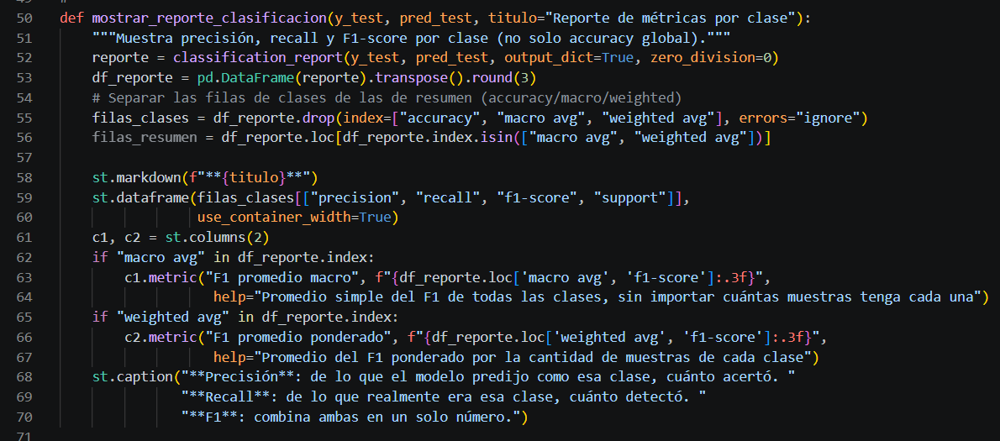 50 def mostrar_reporte_clasificacion(y_test, pred_test, titulo="Reporte de métricas por clase"):
51     """Muestra precisión, recall y F1-score por clase (no solo accuracy global)."""
52     reporte = classification_report(y_test, pred_test, output_dict=True, zero_division=0)
53     df_reporte = pd.DataFrame(reporte).transpose().round(3)
54     # Separar las filas de clases de las de resumen (accuracy/macro/weighted)
55     filas_clases = df_reporte.drop(index=["accuracy", "macro avg", "weighted avg"], errors="ignore")
56     filas_resumen = df_reporte.loc[df_reporte.index.isin(["macro avg", "weighted avg"])]
57
58     st.markdown(f"**{titulo}**")
59     st.dataframe(filas_clases[["precision", "recall", "f1-score", "support"]],
60                  use_container_width=True)
61     c1, c2 = st.columns(2)
62     if "macro avg" in df_reporte.index:
63         c1.metric("F1 promedio macro", f"{df_reporte.loc['macro avg', 'f1-score']:.3f}",
64                   help="Promedio simple del F1 de todas las clases, sin importar cuántas muestras tenga cada una")
65     if "weighted avg" in df_reporte.index:
66         c2.metric("F1 promedio ponderado", f"{df_reporte.loc['weighted avg', 'f1-score']:.3f}",
67                   help="Promedio del F1 ponderado por la cantidad de muestras de cada clase")
68     st.caption("**Precisión**: de lo que el modelo predijo como esa clase, cuánto acertó. "
69                "**Recall**: de lo que realmente era esa clase, cuánto detectó. "
70                "**F1**: combina ambas en un solo número.")
71